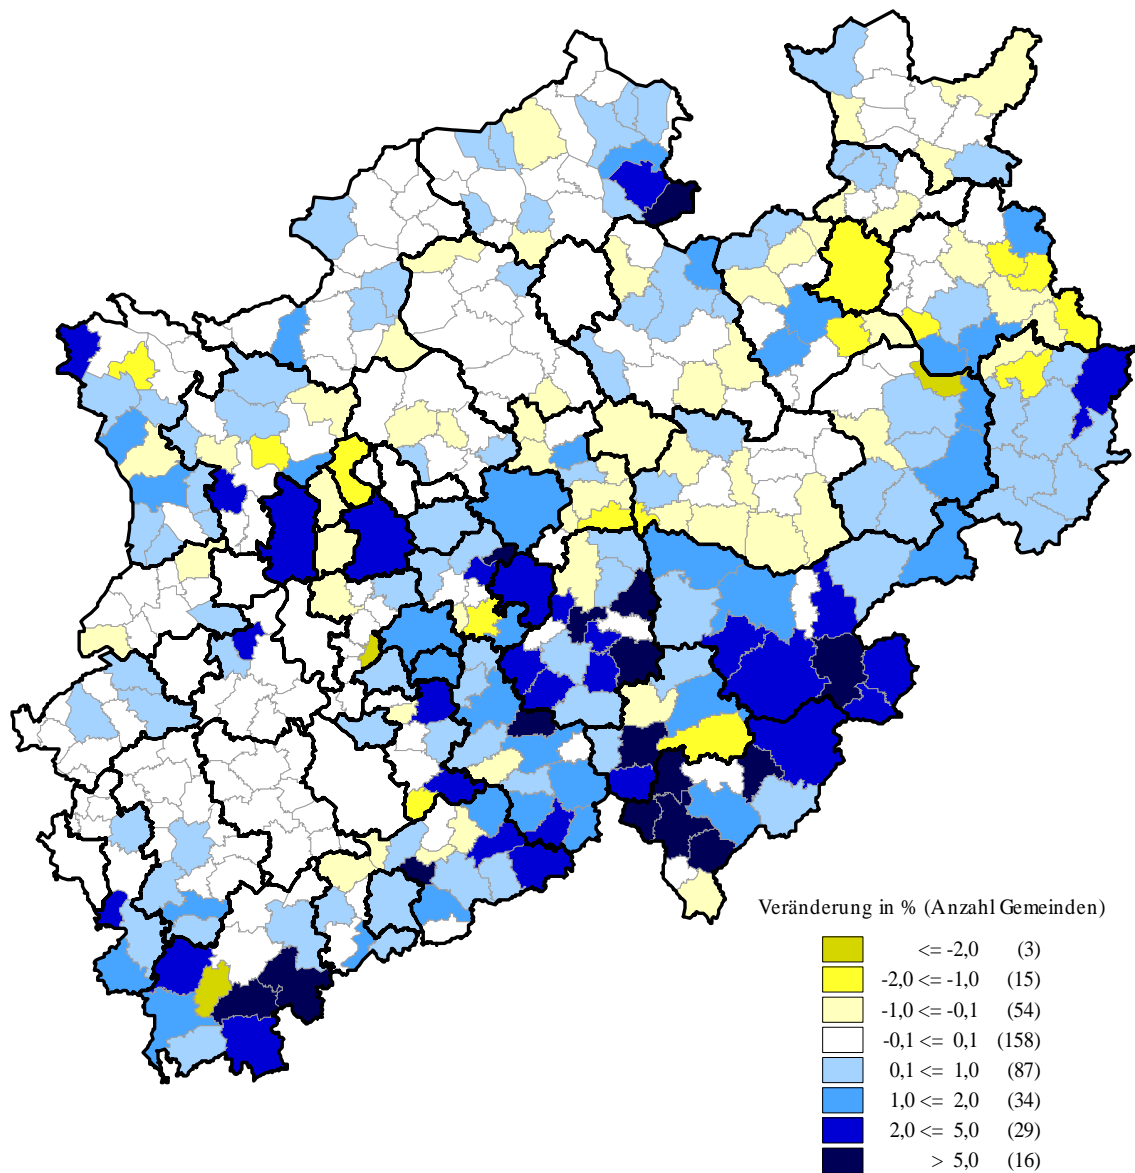 Veränderung in % (Anzahl Gemeinden)
<= -2,0 (3)
-2,0 <= -1,0 (15)
-1,0 <= -0,1 (54)
-0,1 <= 0,1 (158)
0,1 <= 1,0 (87)
1,0 <= 2,0 (34)
2,0 <= 5,0 (29)
> 5,0 (16)